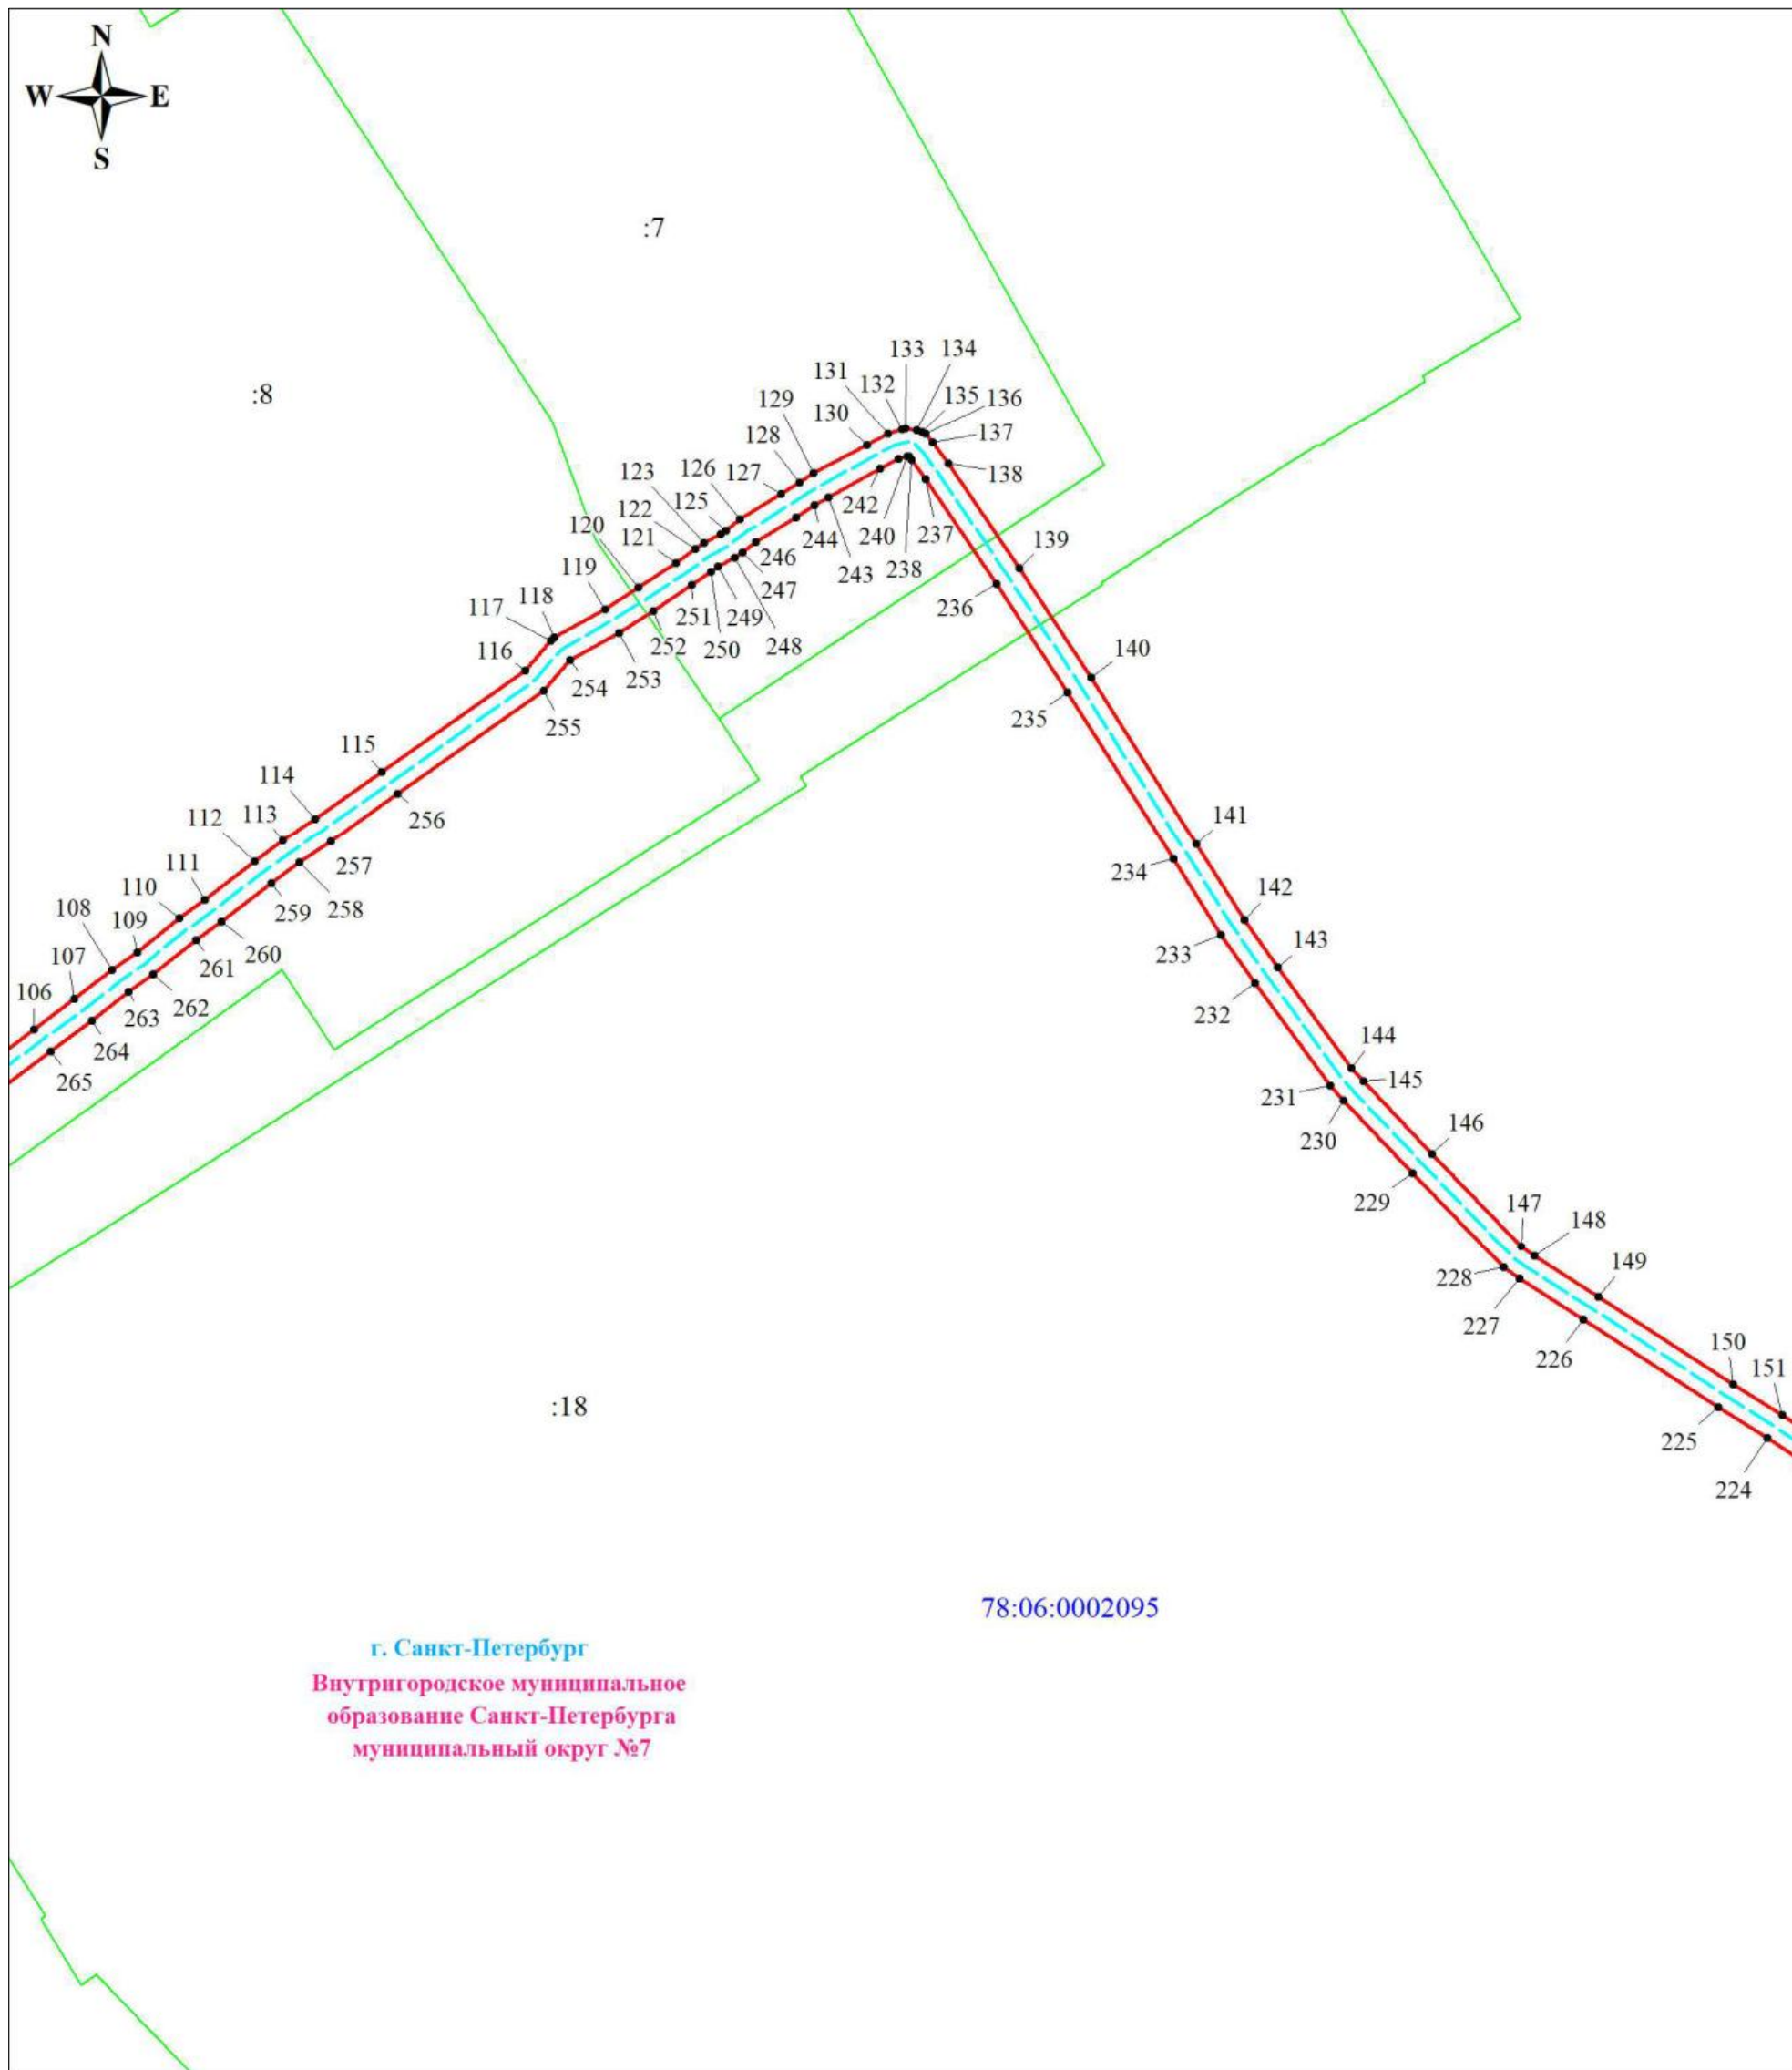 N
W E
S
:7
:8
133 134
131 132 135 136
129 130 137
128 138
126 127
123 125 242
122 240 237
120 121 244 243 238
119 246 139
118 247 236
117 251 249 248
116 252 250
254 253
255 140
235
115
114
113 256
112 141
257 234
111 258
110 259 142
108 109 260 143
107 261 233
106 262 232
263
264
265
144
145
231
230 146
229
147 148
149
228
227
226
150
151
225
224
:18
78:06:0002095
г. Санкт-Петербург
Внутригородское муниципальное
образование Санкт-Петербурга
муниципальный округ №7